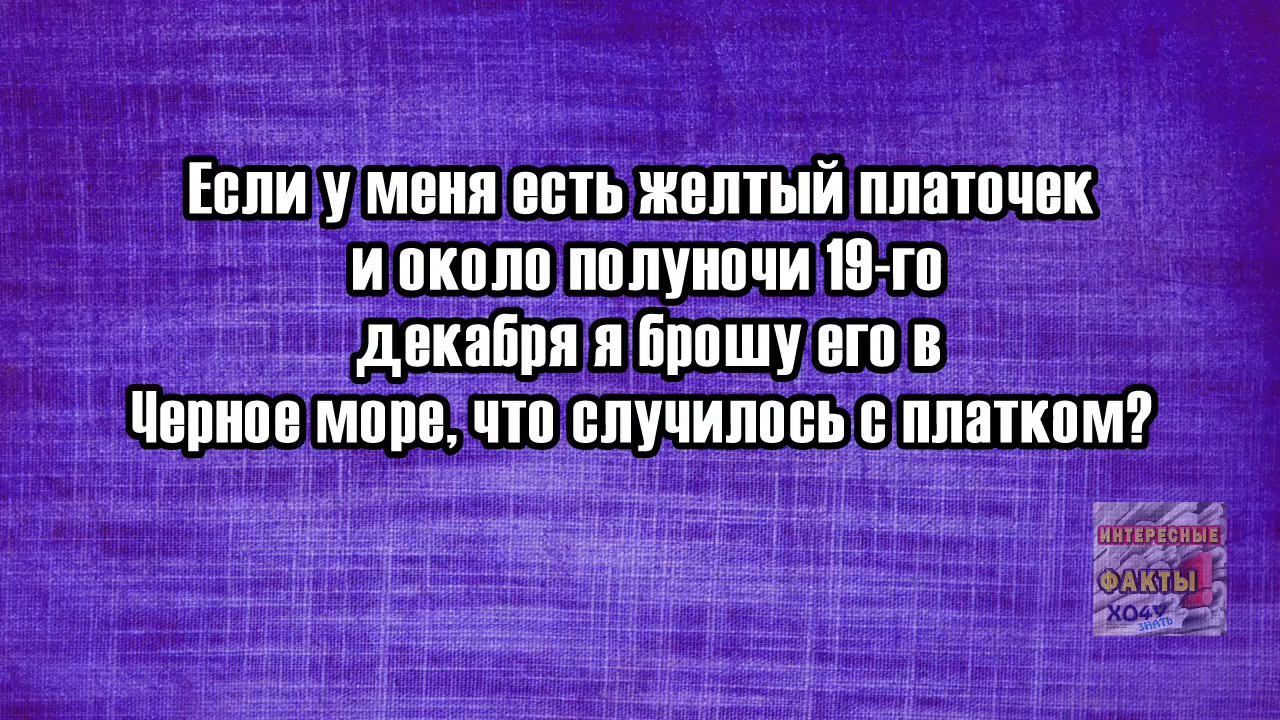 Если у меня есть желтый платочек
и около полуночи 19-го
декабря я брошу его в
Черное море, что случилось с платком?
ИНТЕРЕСНЫЕ
ФАКТЫ!
ХО4У
ЗНАТЬ